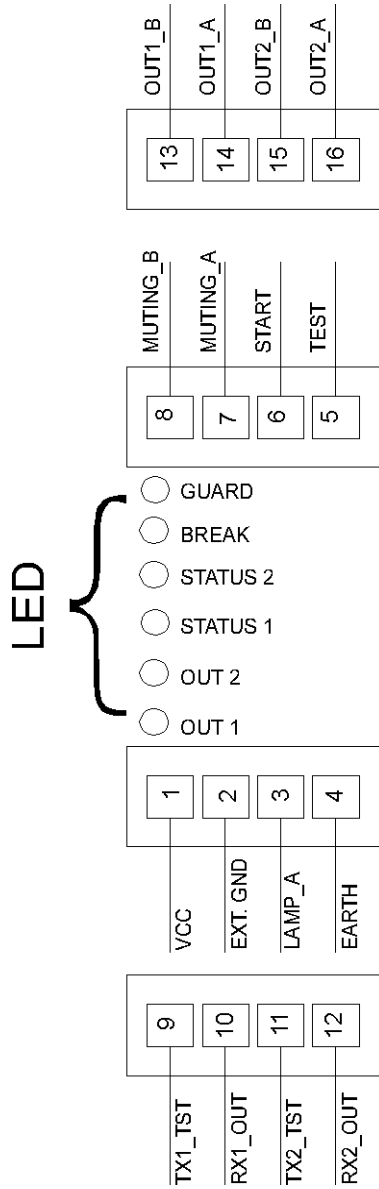 OUT1_B
OUT1_A
OUT2_B
OUT2_A
13
14
15
16
MUTING_B
MUTING_A
START
TEST
8
7
6
5
LED
GUARD
BREAK
STATUS 2
STATUS 1
OUT 2
OUT 1
1
2
3
4
VCC
EXT. GND
LAMP_A
EARTH
9
10
11
12
TX1_TST
RX1_OUT
TX2_TST
RX2_OUT